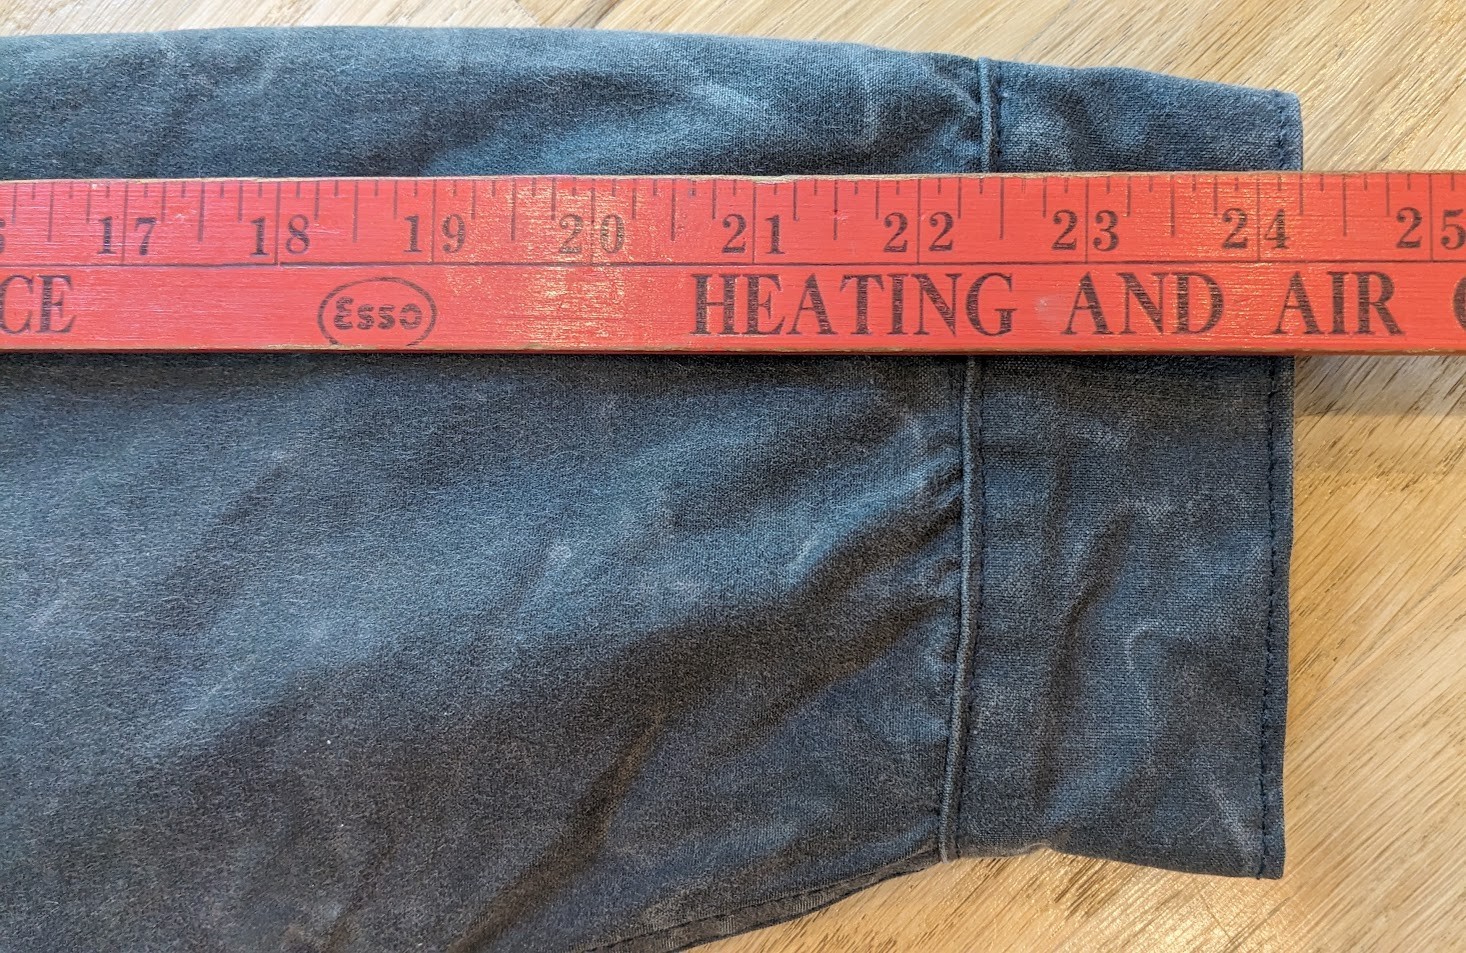 17 18 19 20 21 22 23 24 25
CE Esso HEATING AND AIR